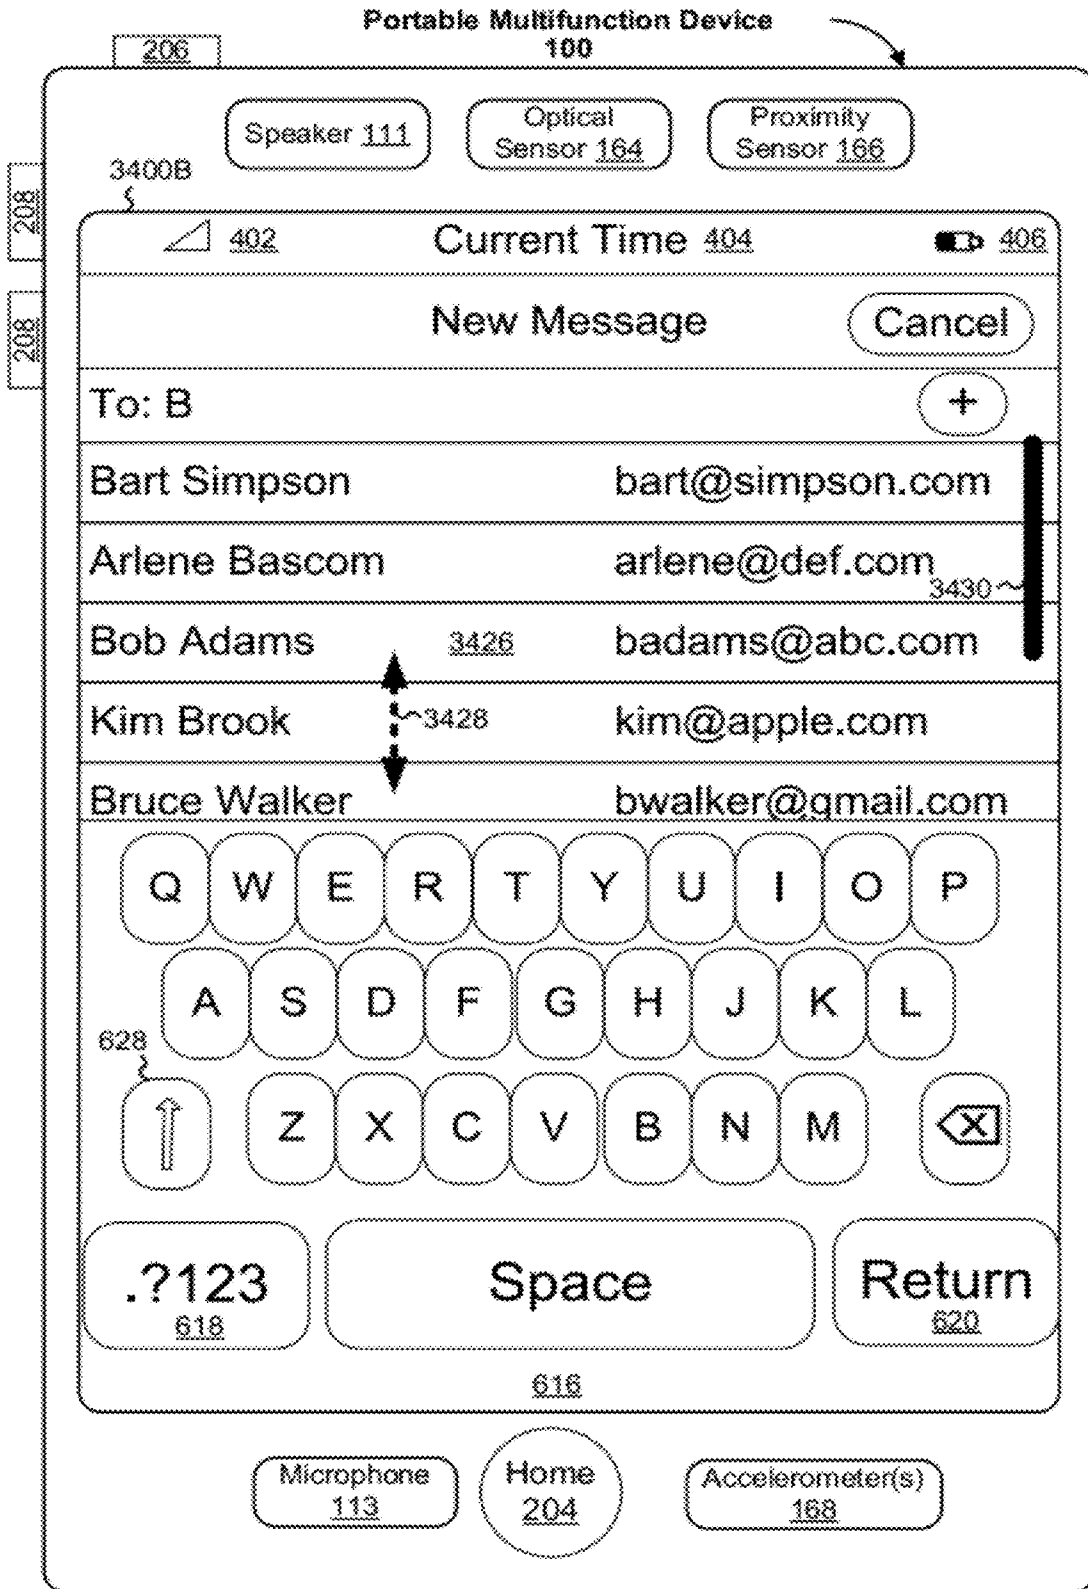 Portable Multifunction Device
100
206
Speaker 111
Optical
Sensor 164
Proximity
Sensor 166
3400B
208
208
402 Current Time 404 406
New Message Cancel
To: B +
Bart Simpson bart@simpson.com
Arlene Bascom arlene@def.com
3430
Bob Adams 3426 badams@abc.com
Kim Brook 3428 kim@apple.com
Bruce Walker bwalker@gmail.com
Q W E R T Y U I O P
A S D F G H J K L
628
Z X C V B N M X
.?123 Space Return
618 620
616
Microphone
113
Home
204
Accelerometer(s)
168